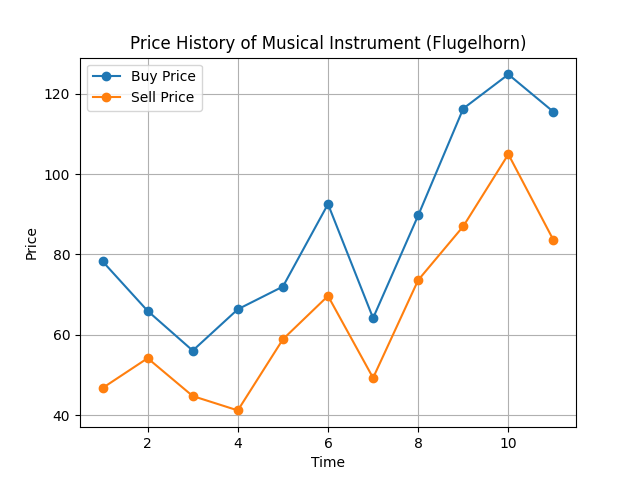 Price History of Musical Instrument (Flugelhorn)
Buy Price
Sell Price
120
100
80
60
40
Price
2 4 6 8 10
Time